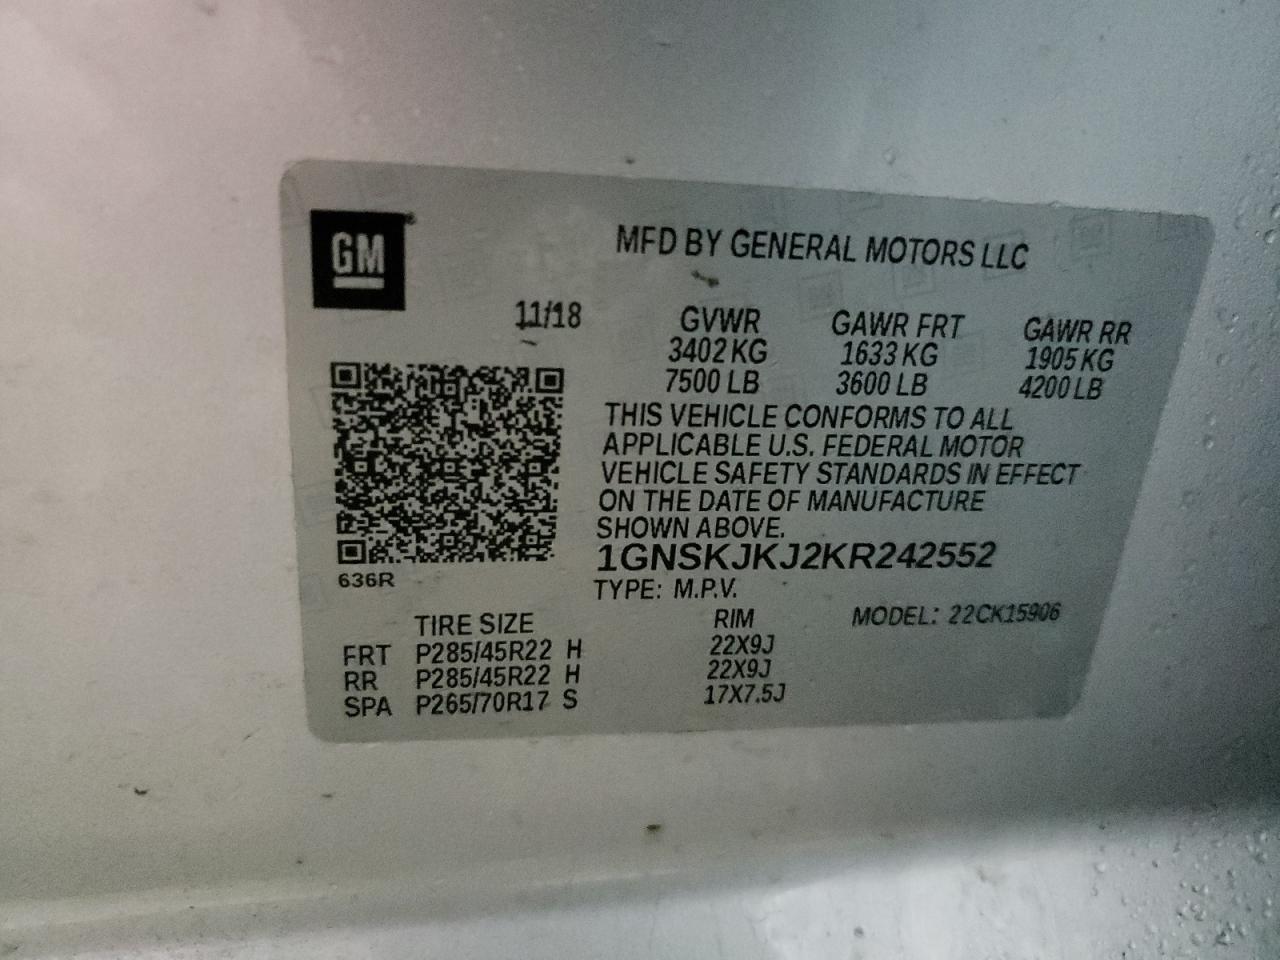 GM
MFD BY GENERAL MOTORS LLC
11/18 GVWR GAWR FRT GAWR RR
3402 KG 1633 KG 1905 KG
7500 LB 3600 LB 4200 LB
THIS VEHICLE CONFORMS TO ALL
APPLICABLE U.S. FEDERAL MOTOR
VEHICLE SAFETY STANDARDS IN EFFECT
ON THE DATE OF MANUFACTURE
SHOWN ABOVE.
1GNSKJKJ2KR242552
636R
TYPE: M.P.V.
TIRE SIZE RIM MODEL: 22CK15906
FRT P285/45R22 H 22X9J
RR P285/45R22 H 22X9J
SPA P265/70R17 S 17X7.5J